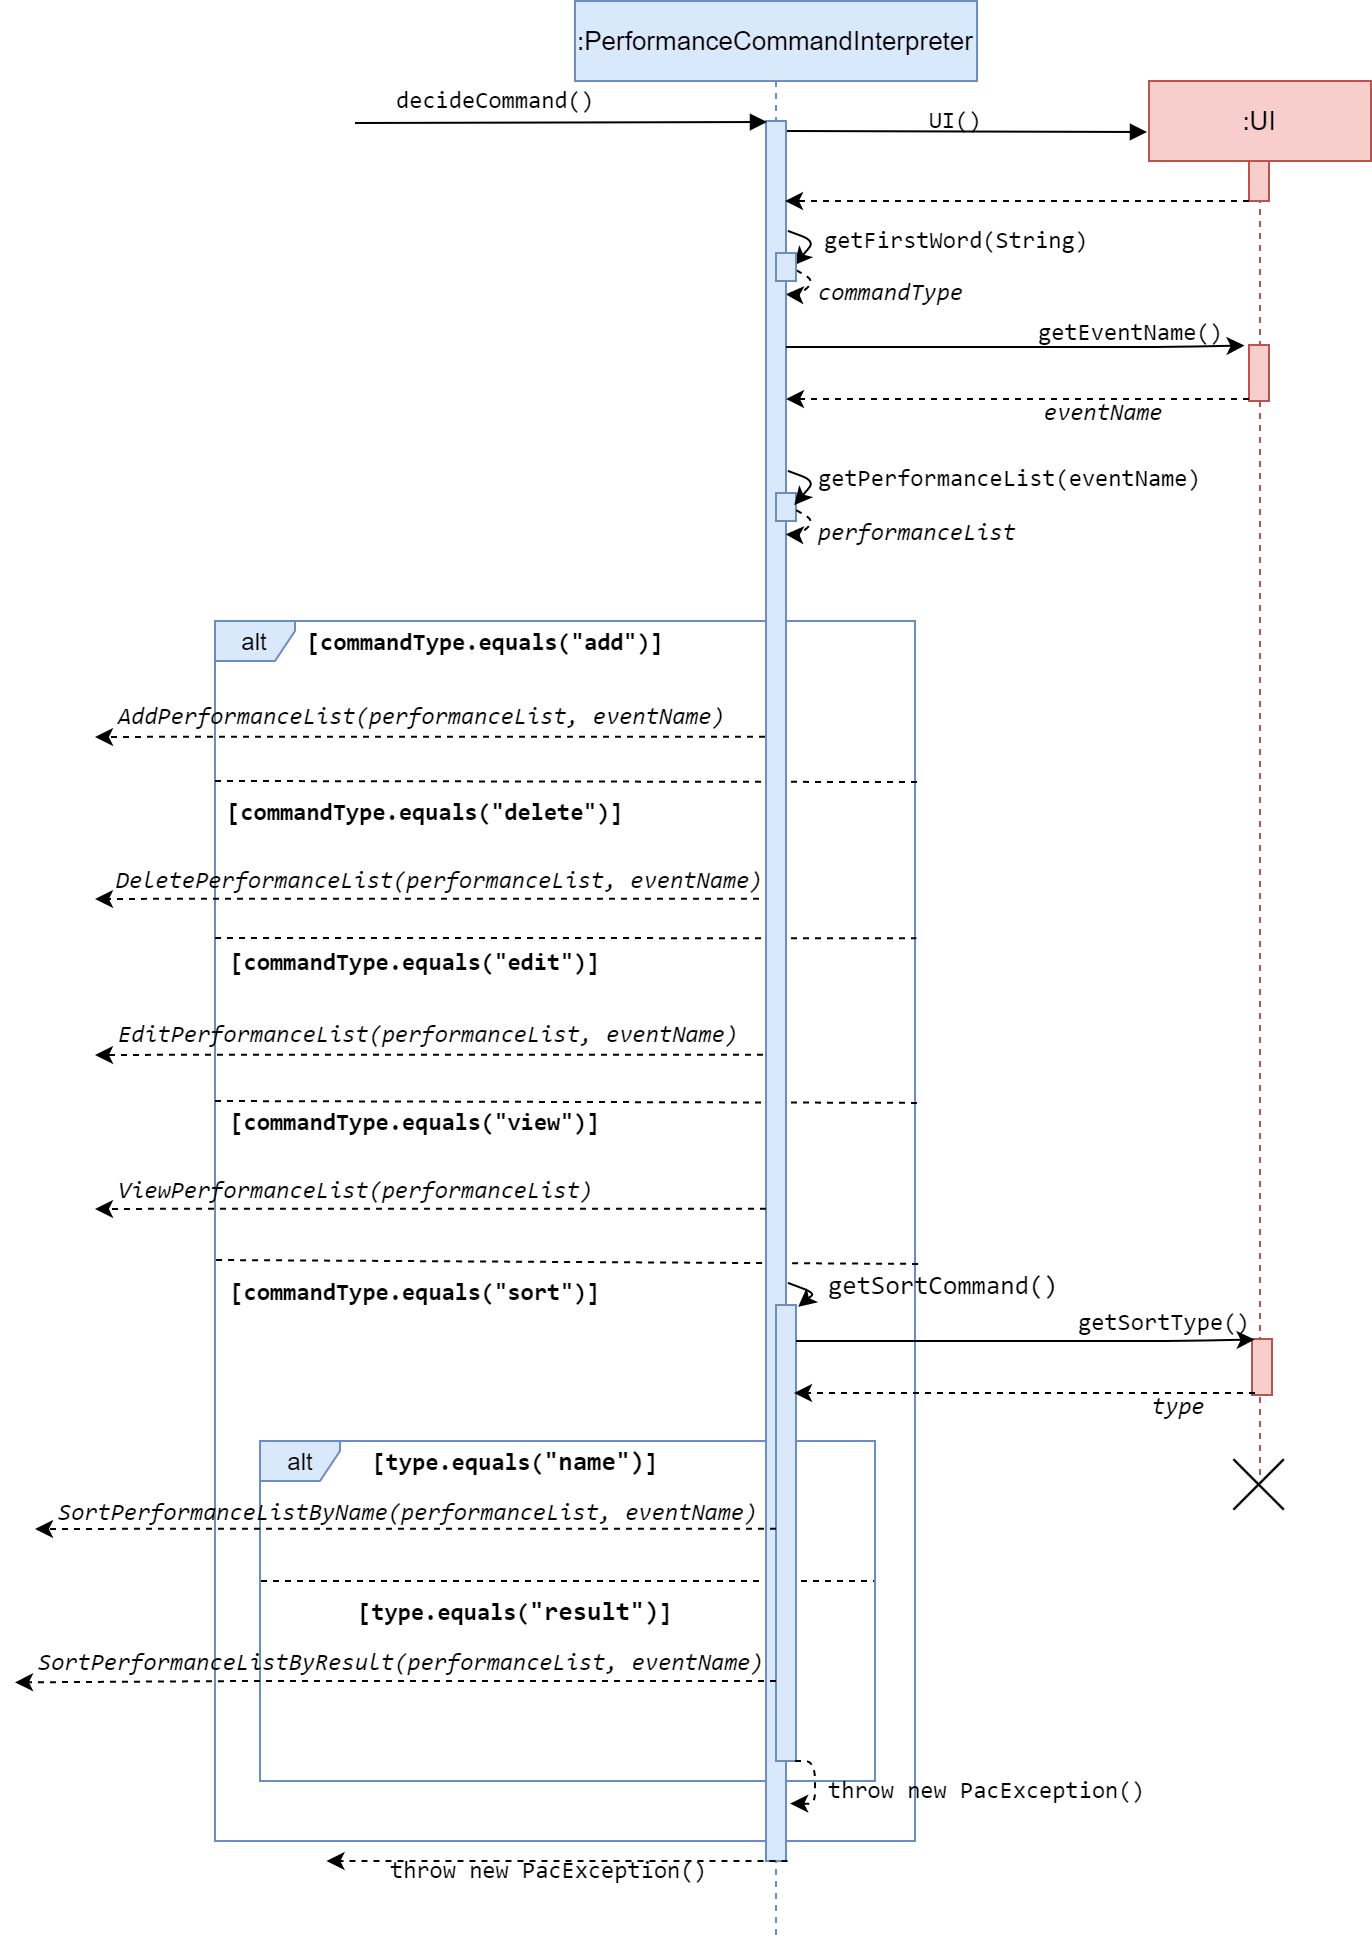 :PerformanceCommandInterpreter
decideCommand()
UI()
:UI
getFirstWord(String)
commandType
getEventName()
eventName
getPerformanceList(eventName)
performanceList
alt
[commandType.equals("add")]
AddPerformanceList(performanceList, eventName)
[commandType.equals("delete")]
DeletePerformanceList(performanceList, eventName)
[commandType.equals("edit")]
EditPerformanceList(performanceList, eventName)
[commandType.equals("view")]
ViewPerformanceList(performanceList)
[commandType.equals("sort")]
getSortCommand()
getSortType()
type
alt
[type.equals("name")]
SortPerformanceListByName(performanceList, eventName)
[type.equals("result")]
SortPerformanceListByResult(performanceList, eventName)
throw new PacException()
throw new PacException()